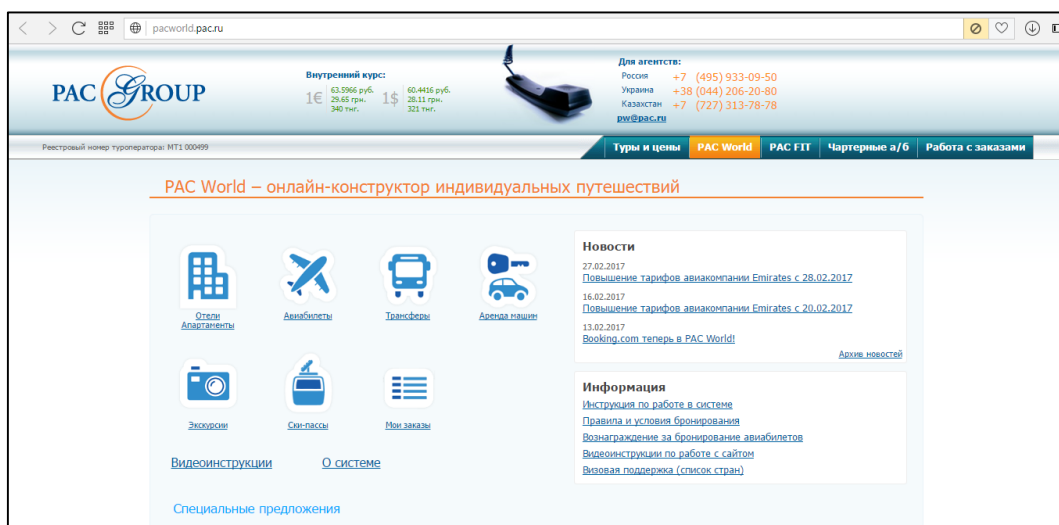 pacworld.pac.ru
PAC GROUP
Внутренний курс:
1€ 63.5966 руб. 1$ 60.4416 руб.
29.65 грн. 28.11 грн.
340 тнг. 321 тнг.
Для агентств:
Россия +7 (495) 933-09-50
Украина +38 (044) 206-20-80
Казахстан +7 (727) 313-78-78
pw@pac.ru
Реестровый номер туроператора: МТ1 000499
Туры и цены PAC World PAC FIT Чартерные а/б Работа с заказами
PAC World – онлайн-конструктор индивидуальных путешествий
Отели
Апартаменты
Авиабилеты
Трансферы
Аренда машин
Экскурсии
Ски-пассы
Мои заказы
Видеоинструкции О системе
Специальные предложения
Новости
27.02.2017
Повышение тарифов авиакомпании Emirates с 28.02.2017
16.02.2017
Повышение тарифов авиакомпании Emirates с 20.02.2017
13.02.2017
Booking.com теперь в PAC World!
Архив новостей
Информация
Инструкция по работе в системе
Правила и условия бронирования
Вознаграждение за бронирование авиабилетов
Видеоинструкции по работе с сайтом
Визовая поддержка (список стран)